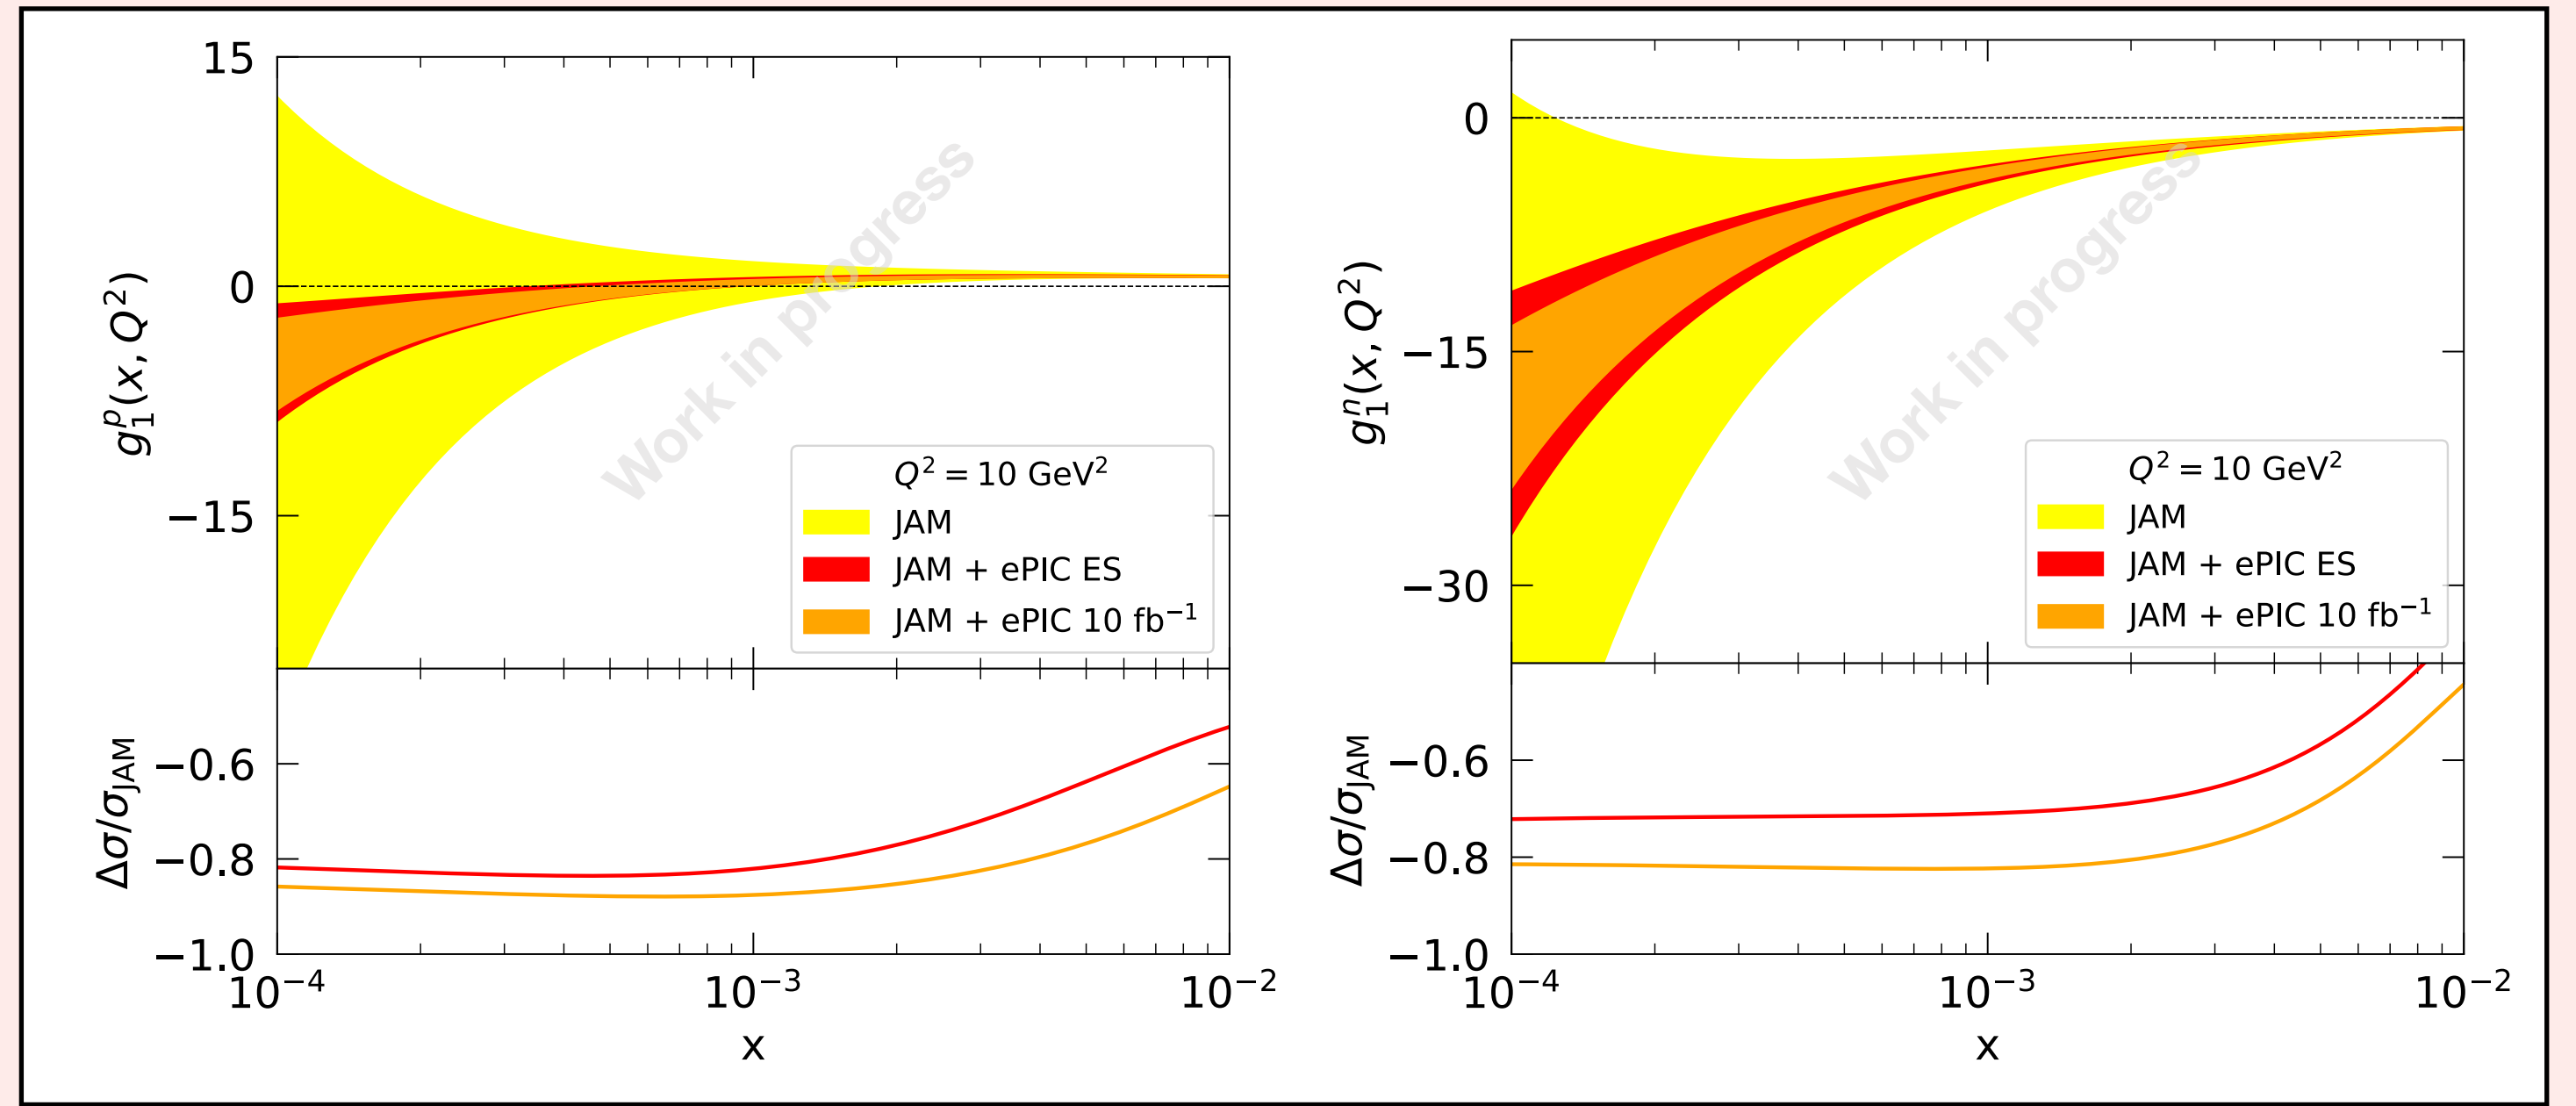 15
0
−15
g₁ᵖ(x, Q²)
Work in progress
Q² = 10 GeV²
JAM
JAM + ePIC ES
JAM + ePIC 10 fb⁻¹
−0.6
−0.8
−1.0
Δσ/σ_JAM
10⁻⁴
10⁻³
10⁻²
x
0
−15
−30
g₁ⁿ(x, Q²)
Work in progress
Q² = 10 GeV²
JAM
JAM + ePIC ES
JAM + ePIC 10 fb⁻¹
−0.6
−0.8
−1.0
Δσ/σ_JAM
10⁻⁴
10⁻³
10⁻²
x